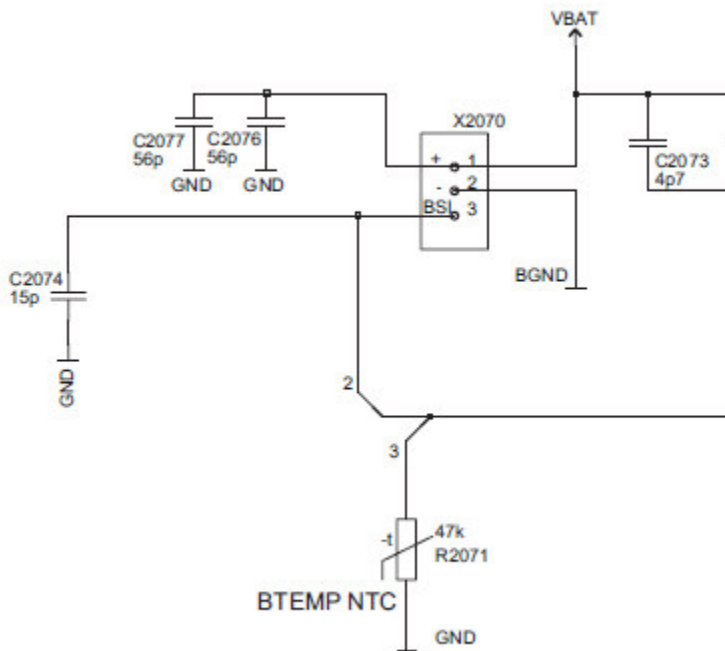 VBAT
X2070
C2077
56p
C2076
56p
+ 1
- 2
BSI 3
GND
GND
C2073
4p7
C2074
15p
BGND
GND
2
3
-t
47k
R2071
BTEMP NTC
GND